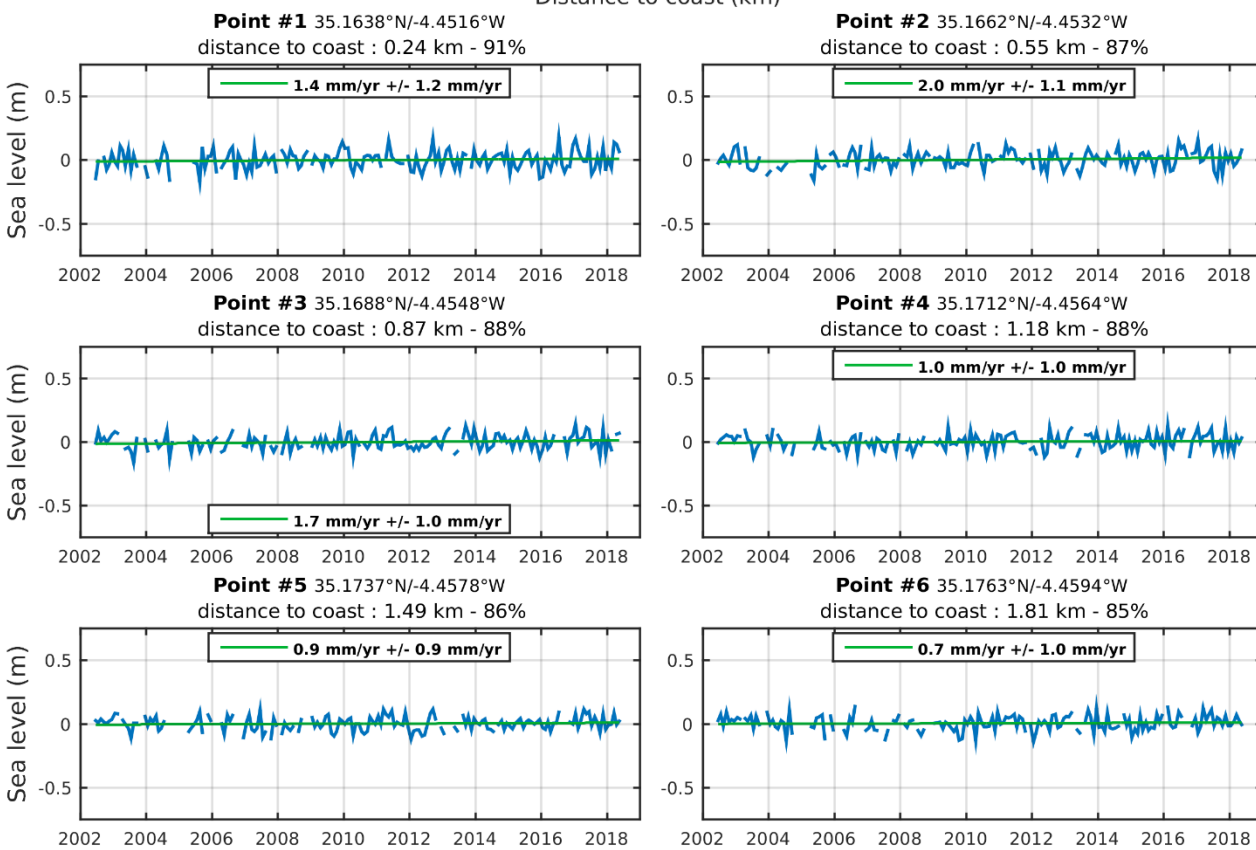 Distance to coast (km)
Point #1 35.1638°N/-4.4516°W
distance to coast : 0.24 km - 91%
Point #2 35.1662°N/-4.4532°W
distance to coast : 0.55 km - 87%
Sea level (m)
0.5
0
-0.5
1.4 mm/yr +/- 1.2 mm/yr
2002 2004 2006 2008 2010 2012 2014 2016 2018
0.5
0
-0.5
2.0 mm/yr +/- 1.1 mm/yr
2002 2004 2006 2008 2010 2012 2014 2016 2018
Point #3 35.1688°N/-4.4548°W
distance to coast : 0.87 km - 88%
Point #4 35.1712°N/-4.4564°W
distance to coast : 1.18 km - 88%
Sea level (m)
0.5
0
-0.5
1.7 mm/yr +/- 1.0 mm/yr
2002 2004 2006 2008 2010 2012 2014 2016 2018
0.5
0
-0.5
1.0 mm/yr +/- 1.0 mm/yr
2002 2004 2006 2008 2010 2012 2014 2016 2018
Point #5 35.1737°N/-4.4578°W
distance to coast : 1.49 km - 86%
Point #6 35.1763°N/-4.4594°W
distance to coast : 1.81 km - 85%
Sea level (m)
0.5
0
-0.5
0.9 mm/yr +/- 0.9 mm/yr
2002 2004 2006 2008 2010 2012 2014 2016 2018
0.5
0
-0.5
0.7 mm/yr +/- 1.0 mm/yr
2002 2004 2006 2008 2010 2012 2014 2016 2018